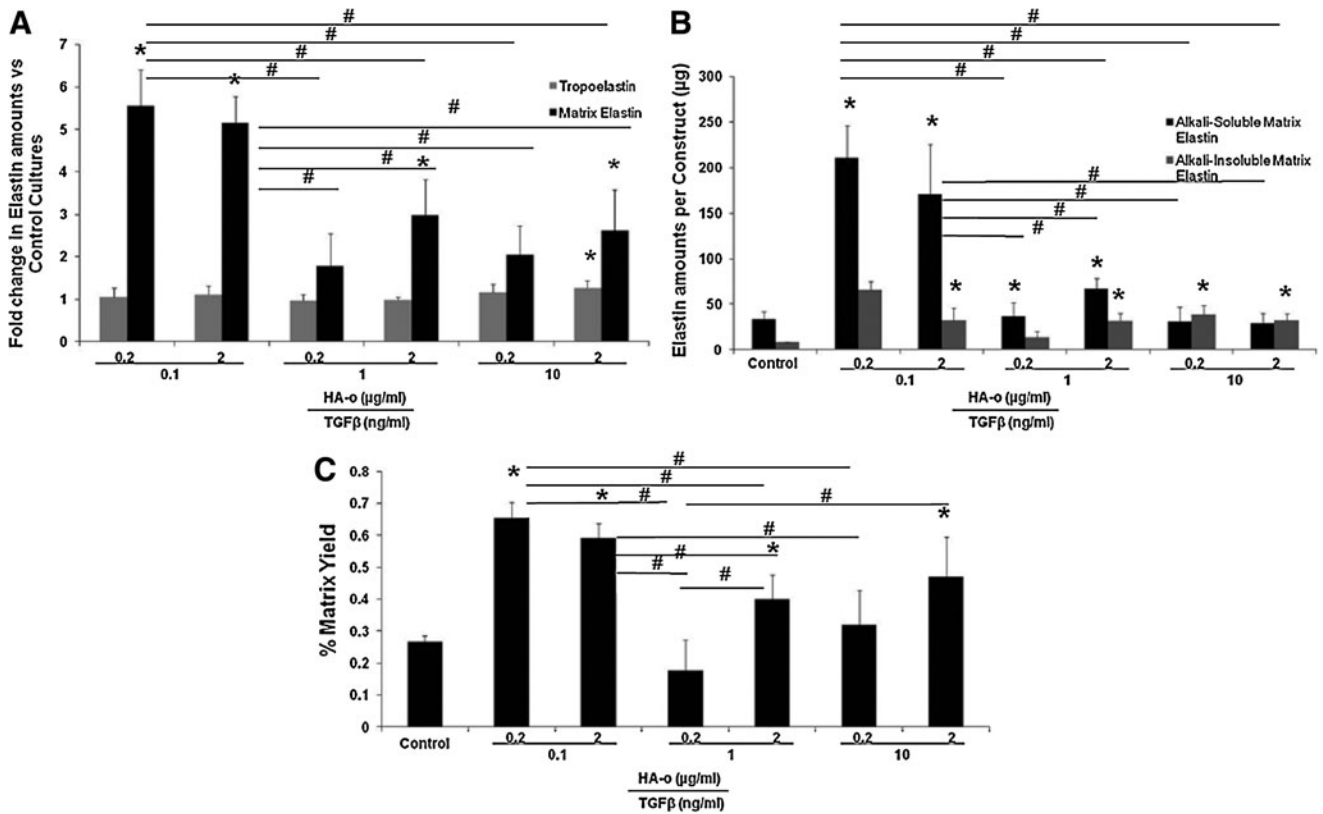 A
Fold change in Elastin amounts vs
Control Cultures
7
6
5
4
3
2
1
0
#
#
#
#
*
*
#
#
#
#
*
*
*
Tropoelastin
Matrix Elastin
0.2 2 0.2 2 0.2 2
0.1 1 10
HA-o (µg/ml)
TGFβ (ng/ml)
B
Elastin amounts per Construct (µg)
300
250
200
150
100
50
0
#
#
#
#
*
*
#
#
#
#
*
*
*
*
*
*
Alkali-Soluble Matrix
Elastin
Alkali-Insoluble Matrix
Elastin
Control 0.2 2 0.2 2 0.2 2
0.1 1 10
HA-o (µg/ml)
TGFβ (ng/ml)
C
% Matrix Yield
0.8
0.7
0.6
0.5
0.4
0.3
0.2
0.1
0
#
*
#
* #
#
*
#
# *
#
#
Control 0.2 2 0.2 2 0.2 2
0.1 1 10
HA-o (µg/ml)
TGFβ (ng/ml)